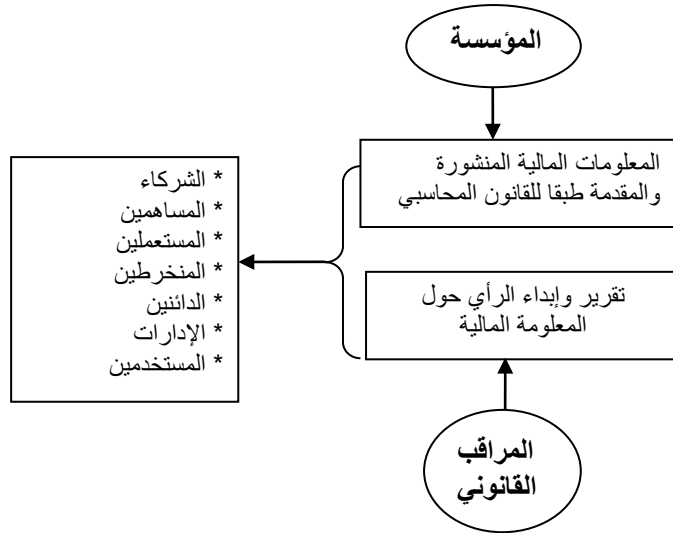 المؤسسة
المعلومات المالية المنشورة
والمقدمة طبقا للقانون المحاسبي
* الشركاء
* المساهمين
* المستعملين
* المنخرطين
* الدائنين
* الإدارات
* المستخدمين
تقرير وإبداء الرأي حول
المعلومة المالية
المراقب
القانوني